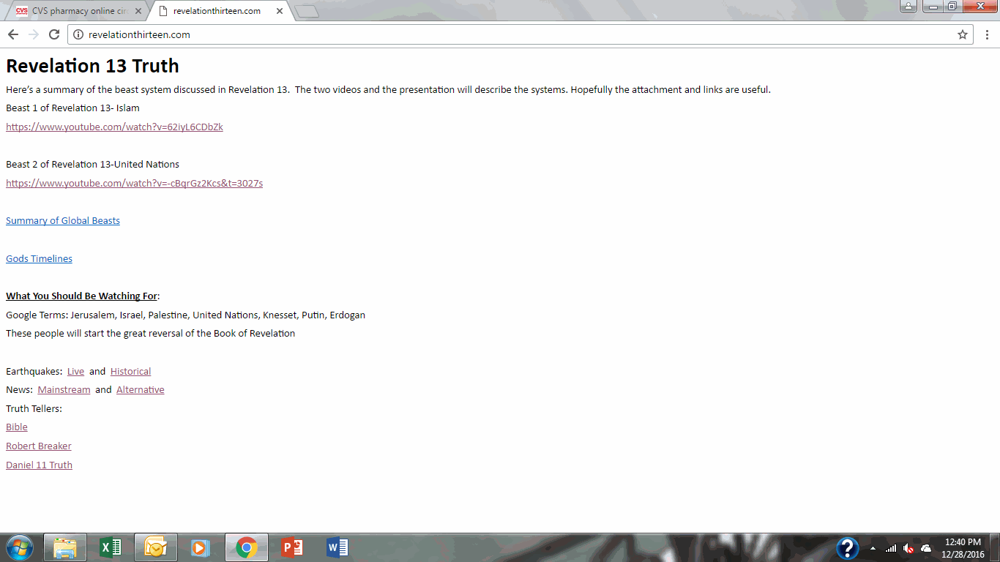 CVS pharmacy online circ
revelationthirteen.com
revelationthirteen.com
Revelation 13 Truth
Here's a summary of the beast system discussed in Revelation 13.  The two videos and the presentation will describe the systems. Hopefully the attachment and links are useful.
Beast 1 of Revelation 13- Islam
https://www.youtube.com/watch?v=62iyL6CDbZk
Beast 2 of Revelation 13-United Nations
https://www.youtube.com/watch?v=-cBqrGz2Kcs&t=3027s
Summary of Global Beasts
Gods Timelines
What You Should Be Watching For:
Google Terms: Jerusalem, Israel, Palestine, United Nations, Knesset, Putin, Erdogan
These people will start the great reversal of the Book of Revelation
Earthquakes:  Live  and  Historical
News:  Mainstream  and  Alternative
Truth Tellers:
Bible
Robert Breaker
Daniel 11 Truth
12:40 PM
12/28/2016